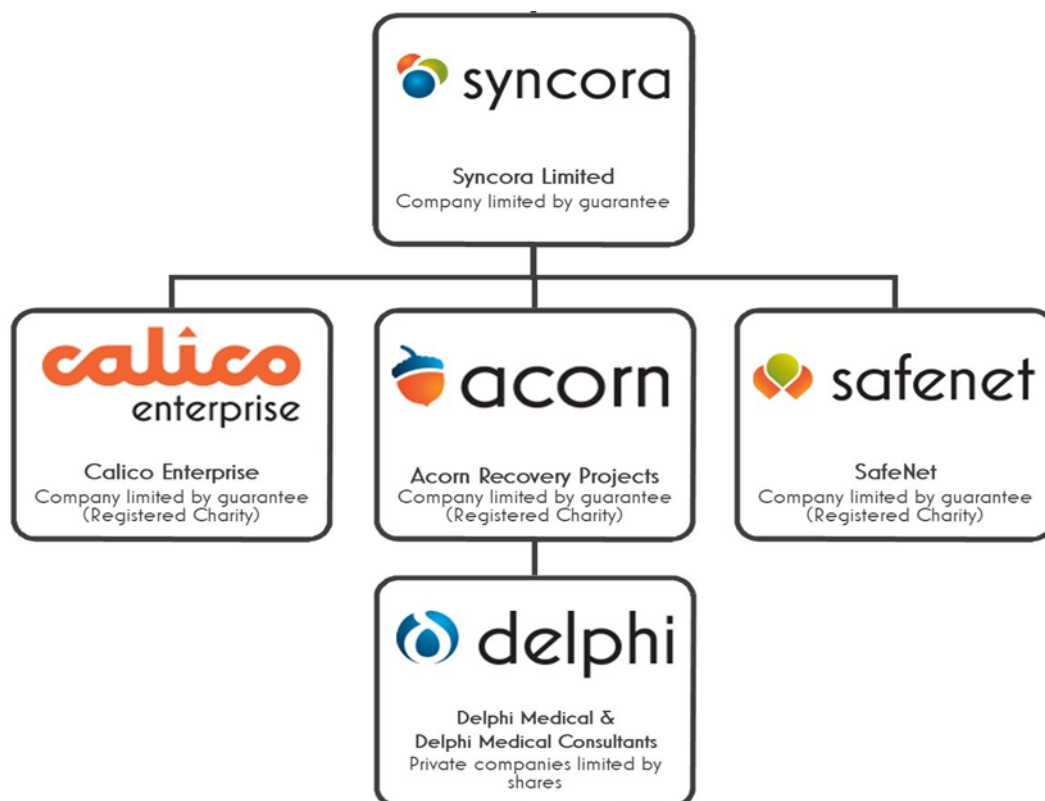 syncora
Syncora Limited
Company limited by guarantee
calico
enterprise
Calico Enterprise
Company limited by guarantee
(Registered Charity)
acorn
Acorn Recovery Projects
Company limited by guarantee
(Registered Charity)
safenet
SafeNet
Company limited by guarantee
(Registered Charity)
delphi
Delphi Medical &
Delphi Medical Consultants
Private companies limited by
shares